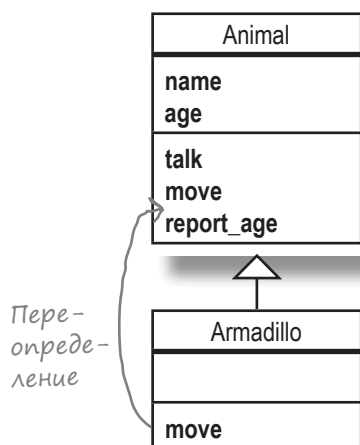 Animal
name
age
talk
move
report_age
Пере-
опреде-
ление
Armadillo
move